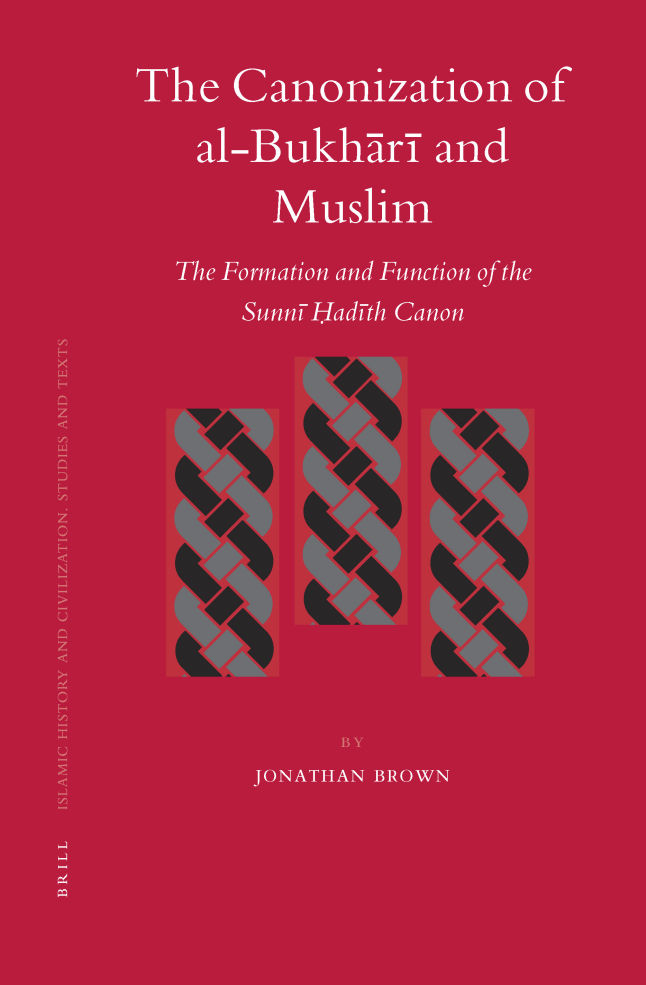 The Canonization of
al-Bukhārī and
Muslim
The Formation and Function of the
Sunnī Ḥadīth Canon
BY
JONATHAN BROWN
ISLAMIC HISTORY AND CIVILIZATION. STUDIES AND TEXTS
BRILL